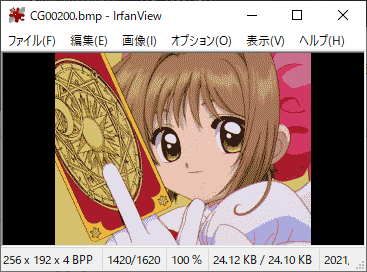 CG00200.bmp - IrfanView
ファイル(F) 編集(E) 画像(I) オプション(O) 表示(V) ヘルプ(H)
256 x 192 x 4 BPP 1420/1620 100 % 24.12 KB / 24.10 KB 2021,